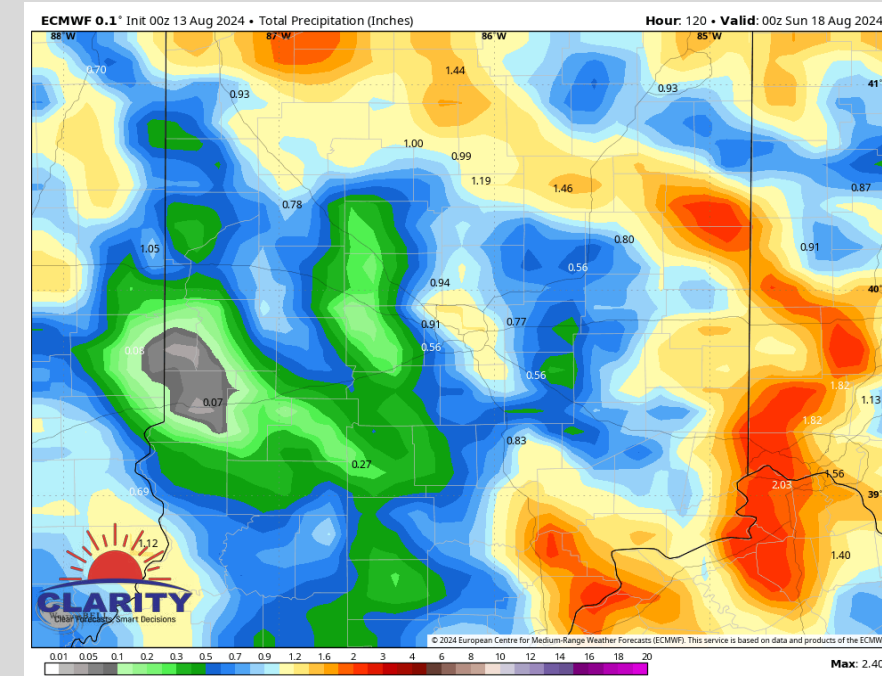 ECMWF 0.1° Init 00z 13 Aug 2024 • Total Precipitation (Inches) Hour: 120 • Valid: 00z Sun 18 Aug 2024
88°W 87°W 86°W 85°W
0.70 1.44 41°
0.93 0.93
1.00
0.99
1.19 1.46 0.87
0.78
1.05 0.80 0.91
0.56
0.94 40°
0.91 0.77
0.08 0.56
0.56 1.82
0.07 1.13
1.82
0.83
0.27 1.56
0.69 2.03 39°
1.12 1.40
CLARITY
Clear Forecasts, Smart Decisions
© 2024 European Centre for Medium-Range Weather Forecasts (ECMWF). This service is based on data and products of the ECMW
0.01 0.05 0.1 0.2 0.3 0.5 0.7 0.9 1.2 1.6 2 3 4 6 8 10 12 14 16 18 20 Max: 2.40